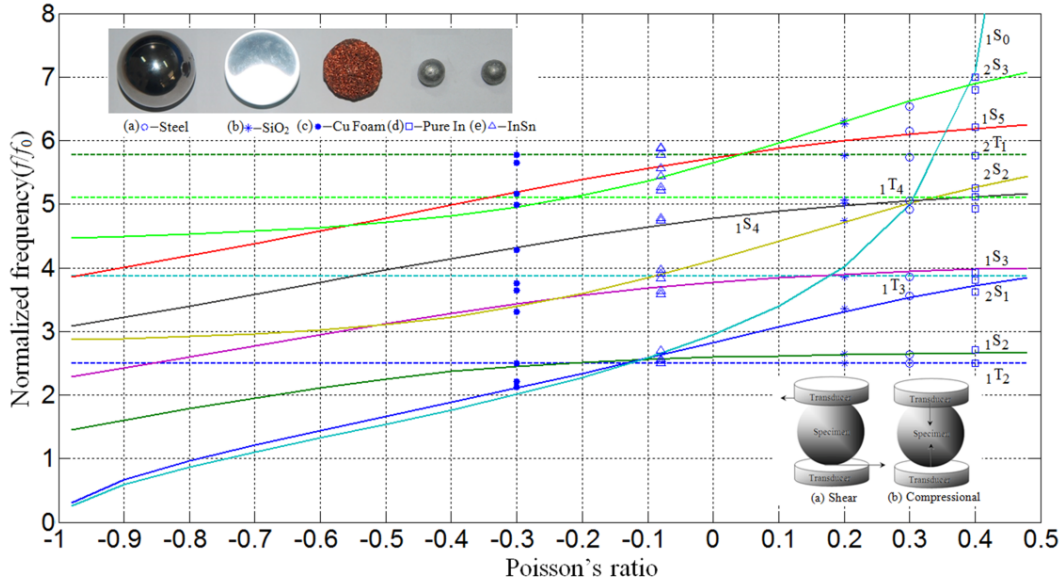 Normalized frequency(f/f0)
8
7
6
5
4
3
2
1
0
(a) –Steel
(b) –SiO2
(c) –Cu Foam
(d) –Pure In
(e) –InSn
1S0
2S3
1S5
2T1
2S2
1T4
1S4
1S3
1T3
2S1
1S2
1T2
Transducer
Transducer
Specimen
Specimen
Transducer
Transducer
(a) Shear
(b) Compressional
-1 -0.9 -0.8 -0.7 -0.6 -0.5 -0.4 -0.3 -0.2 -0.1 0 0.1 0.2 0.3 0.4 0.5
Poisson's ratio